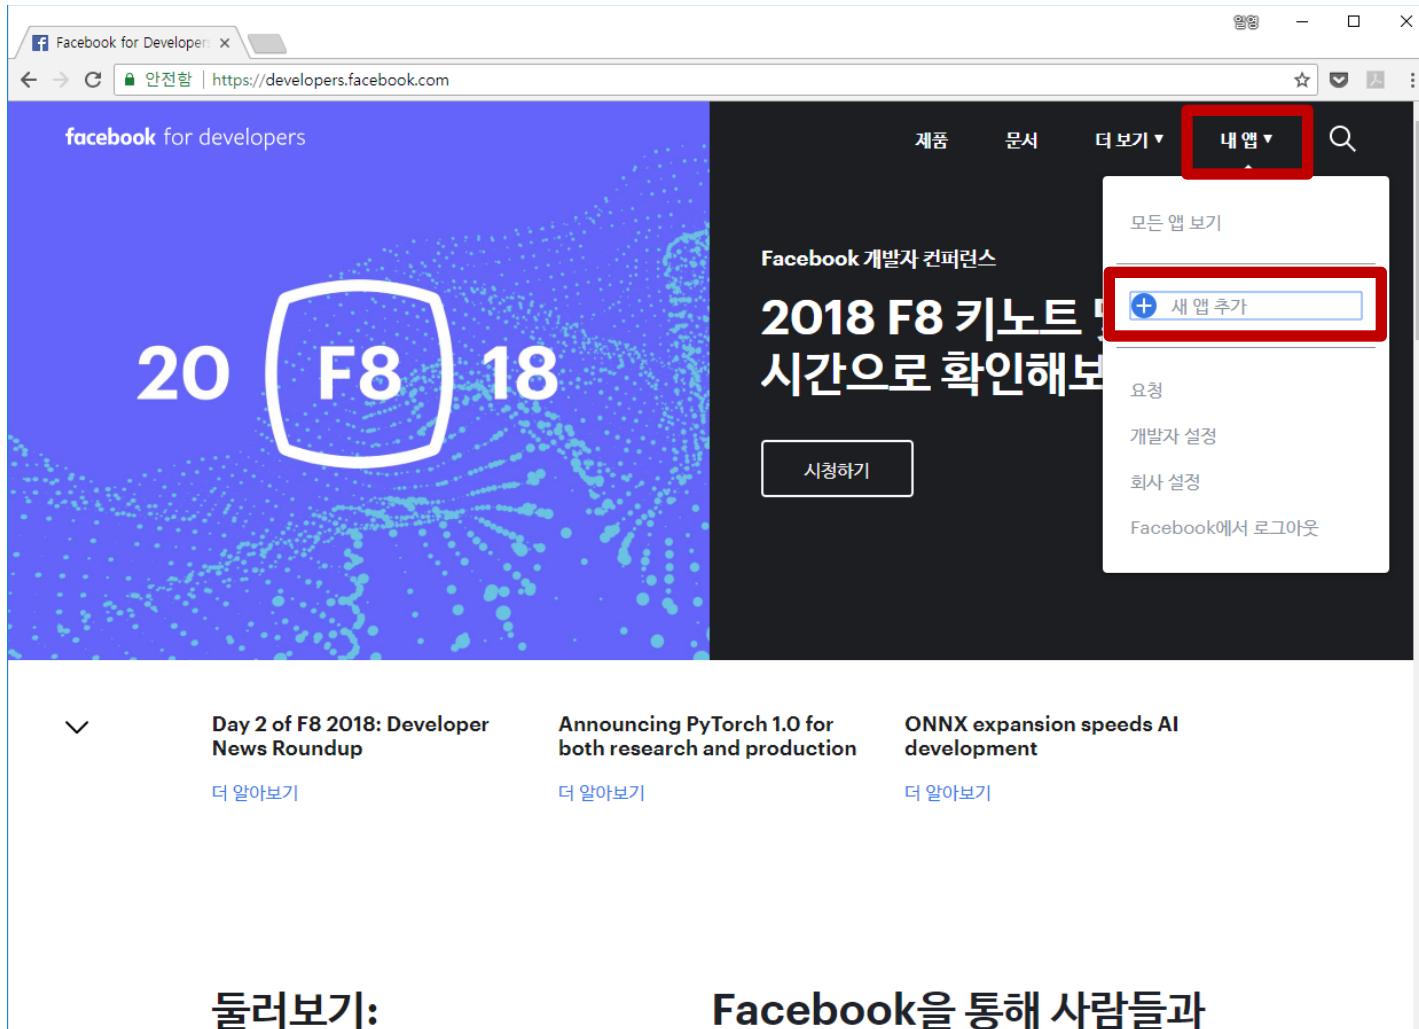 일영
Facebook for Developer
안전함 | https://developers.facebook.com
facebook for developers
제품 문서 더 보기 ▼ 내 앱 ▼
모든 앱 보기
새 앱 추가
요청
개발자 설정
회사 설정
Facebook에서 로그아웃
20 F8 18
Facebook 개발자 컨퍼런스
2018 F8 키노트
시간으로 확인해보
시청하기
Day 2 of F8 2018: Developer
News Roundup
더 알아보기
Announcing PyTorch 1.0 for
both research and production
더 알아보기
ONNX expansion speeds AI
development
더 알아보기
둘러보기:
Facebook을 통해 사람들과